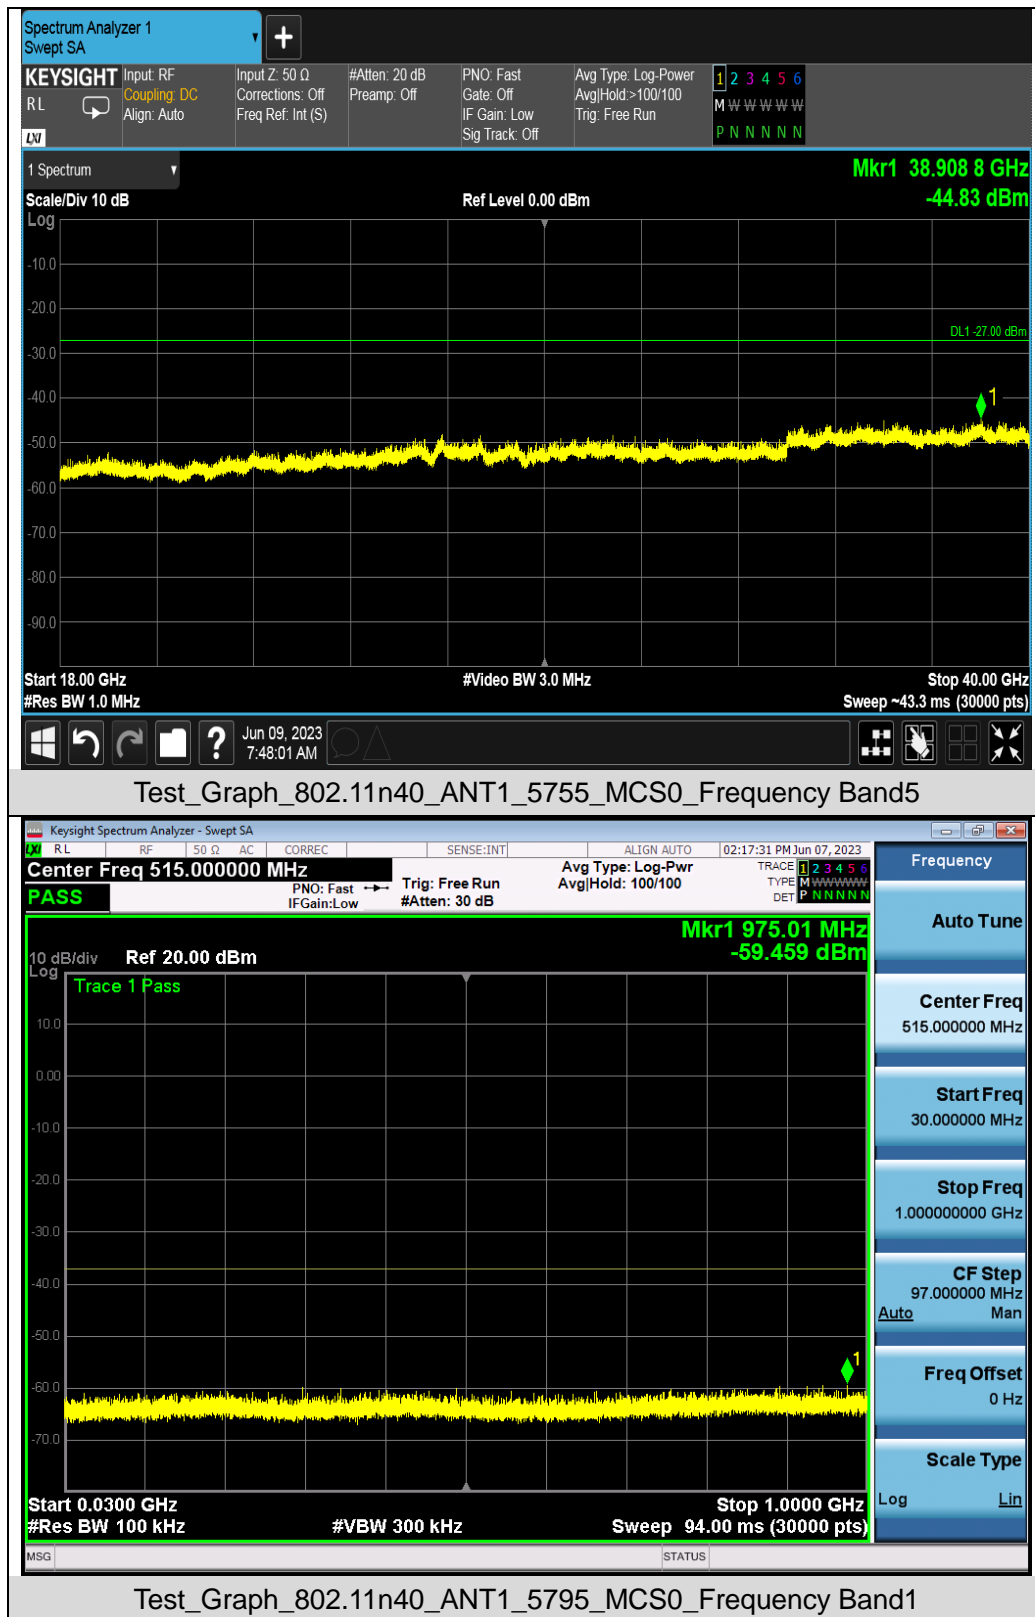 Spectrum Analyzer 1
Swept SA
KEYSIGHT
RL
LXI
Input: RF
Coupling: DC
Align: Auto
Input Z: 50 Ω
Corrections: Off
Freq Ref: Int (S)
#Atten: 20 dB
Preamp: Off
PNO: Fast
Gate: Off
IF Gain: Low
Sig Track: Off
Avg Type: Log-Power
Avg|Hold:>100/100
Trig: Free Run
1 2 3 4 5 6
M W W W W W
P N N N N N
1 Spectrum
Mkr1 38.908 8 GHz
-44.83 dBm
Scale/Div 10 dB
Ref Level 0.00 dBm
Log
-10.0
-20.0
DL1 -27.00 dBm
-30.0
-40.0
1
-50.0
-60.0
-70.0
-80.0
-90.0
Start 18.00 GHz
#Video BW 3.0 MHz
Stop 40.00 GHz
#Res BW 1.0 MHz
Sweep ~43.3 ms (30000 pts)
?
Jun 09, 2023
7:48:01 AM
Test_Graph_802.11n40_ANT1_5755_MCS0_Frequency Band5
Keysight Spectrum Analyzer - Swept SA
LXI RL RF 50 Ω AC CORREC SENSE:INT ALIGN AUTO 02:17:31 PM Jun 07, 2023
Center Freq 515.000000 MHz
PASS
PNO: Fast
IFGain:Low
Trig: Free Run
#Atten: 30 dB
Avg Type: Log-Pwr
Avg|Hold: 100/100
TRACE 1 2 3 4 5 6
TYPE M W W W W W
DET P N N N N N
Mkr1 975.01 MHz
-59.459 dBm
10 dB/div
Ref 20.00 dBm
Log
Trace 1 Pass
10.0
0.00
-10.0
-20.0
-30.0
-40.0
-50.0
1
-60.0
-70.0
Start 0.0300 GHz
Stop 1.0000 GHz
#Res BW 100 kHz
#VBW 300 kHz
Sweep 94.00 ms (30000 pts)
MSG
STATUS
Frequency
Auto Tune
Center Freq
515.000000 MHz
Start Freq
30.000000 MHz
Stop Freq
1.000000000 GHz
CF Step
97.000000 MHz
Auto Man
Freq Offset
0 Hz
Scale Type
Log Lin
Test_Graph_802.11n40_ANT1_5795_MCS0_Frequency Band1